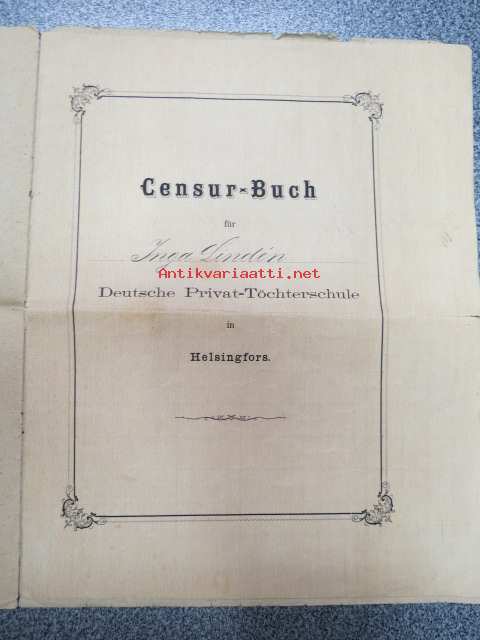 Censur-Buch
für
Inga Lindén
Antikvariaatti.net
Deutsche Privat-Töchterschule
in
Helsingfors.